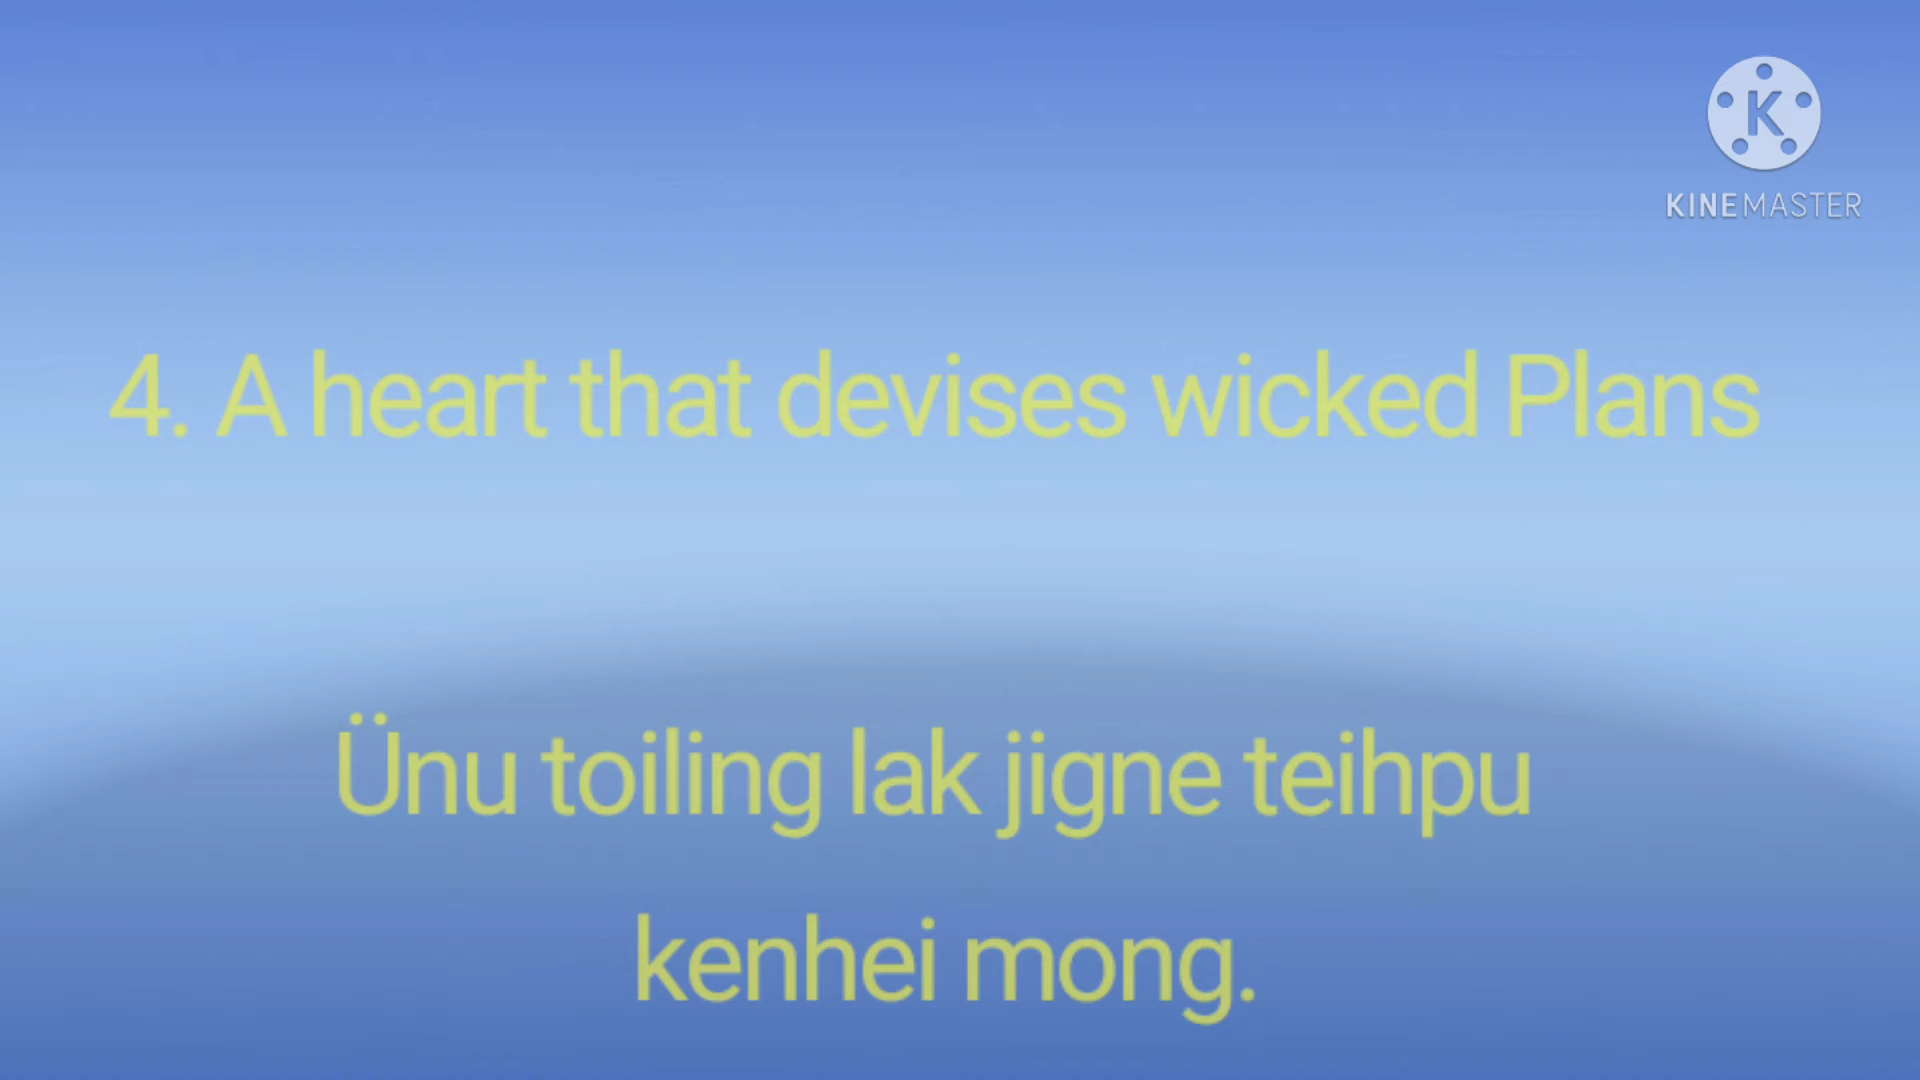 KINEMASTER
4. A heart that devises wicked Plans
Ünu toiling lak jigne teihpu
kenhei mong.